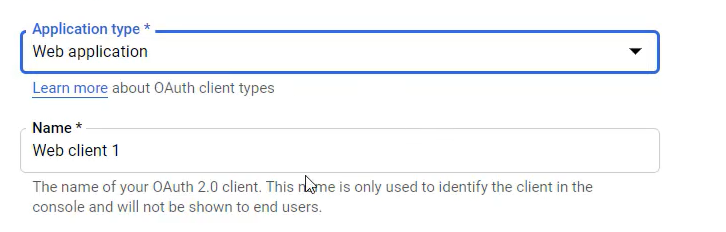 Application type *
Web application
Learn more about OAuth client types
Name *
Web client 1
The name of your OAuth 2.0 client. This name is only used to identify the client in the
console and will not be shown to end users.